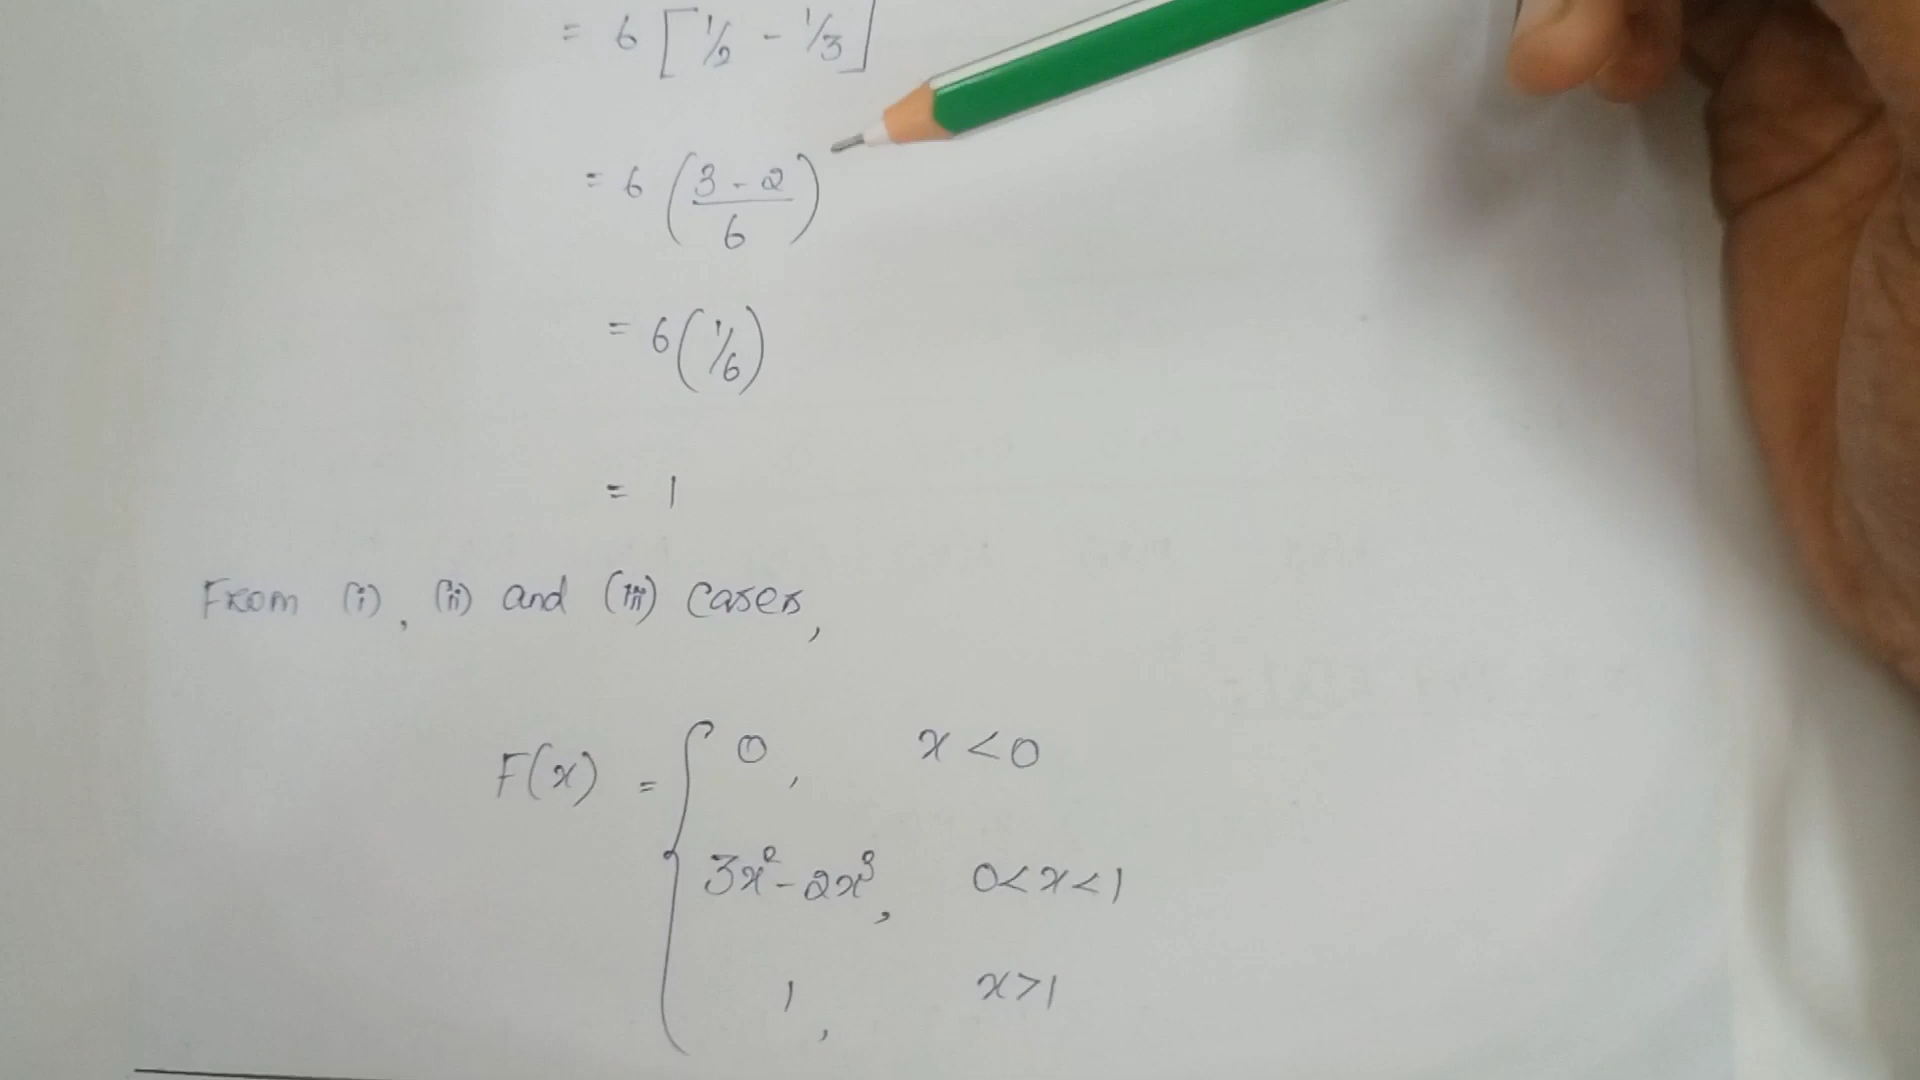 = 6 [ 1/2 - 1/3 ]
= 6 ( (3 - 2)/6 )
= 6 ( 1/6 )
= 1
From (i), (ii) and (iii) cases,
F(x) = { 0, x < 0
3x² - 2x³, 0 < x < 1
1, x > 1